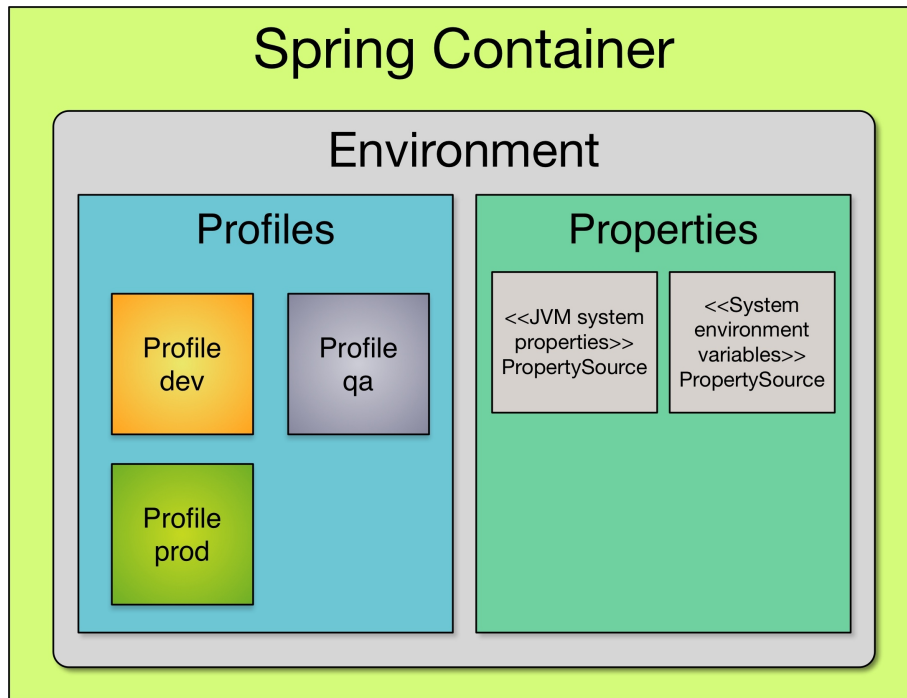 Spring Container
Environment
Profiles
Profile
dev
Profile
qa
Profile
prod
Properties
<<JVM system
properties>>
PropertySource
<<System
environment
variables>>
PropertySource